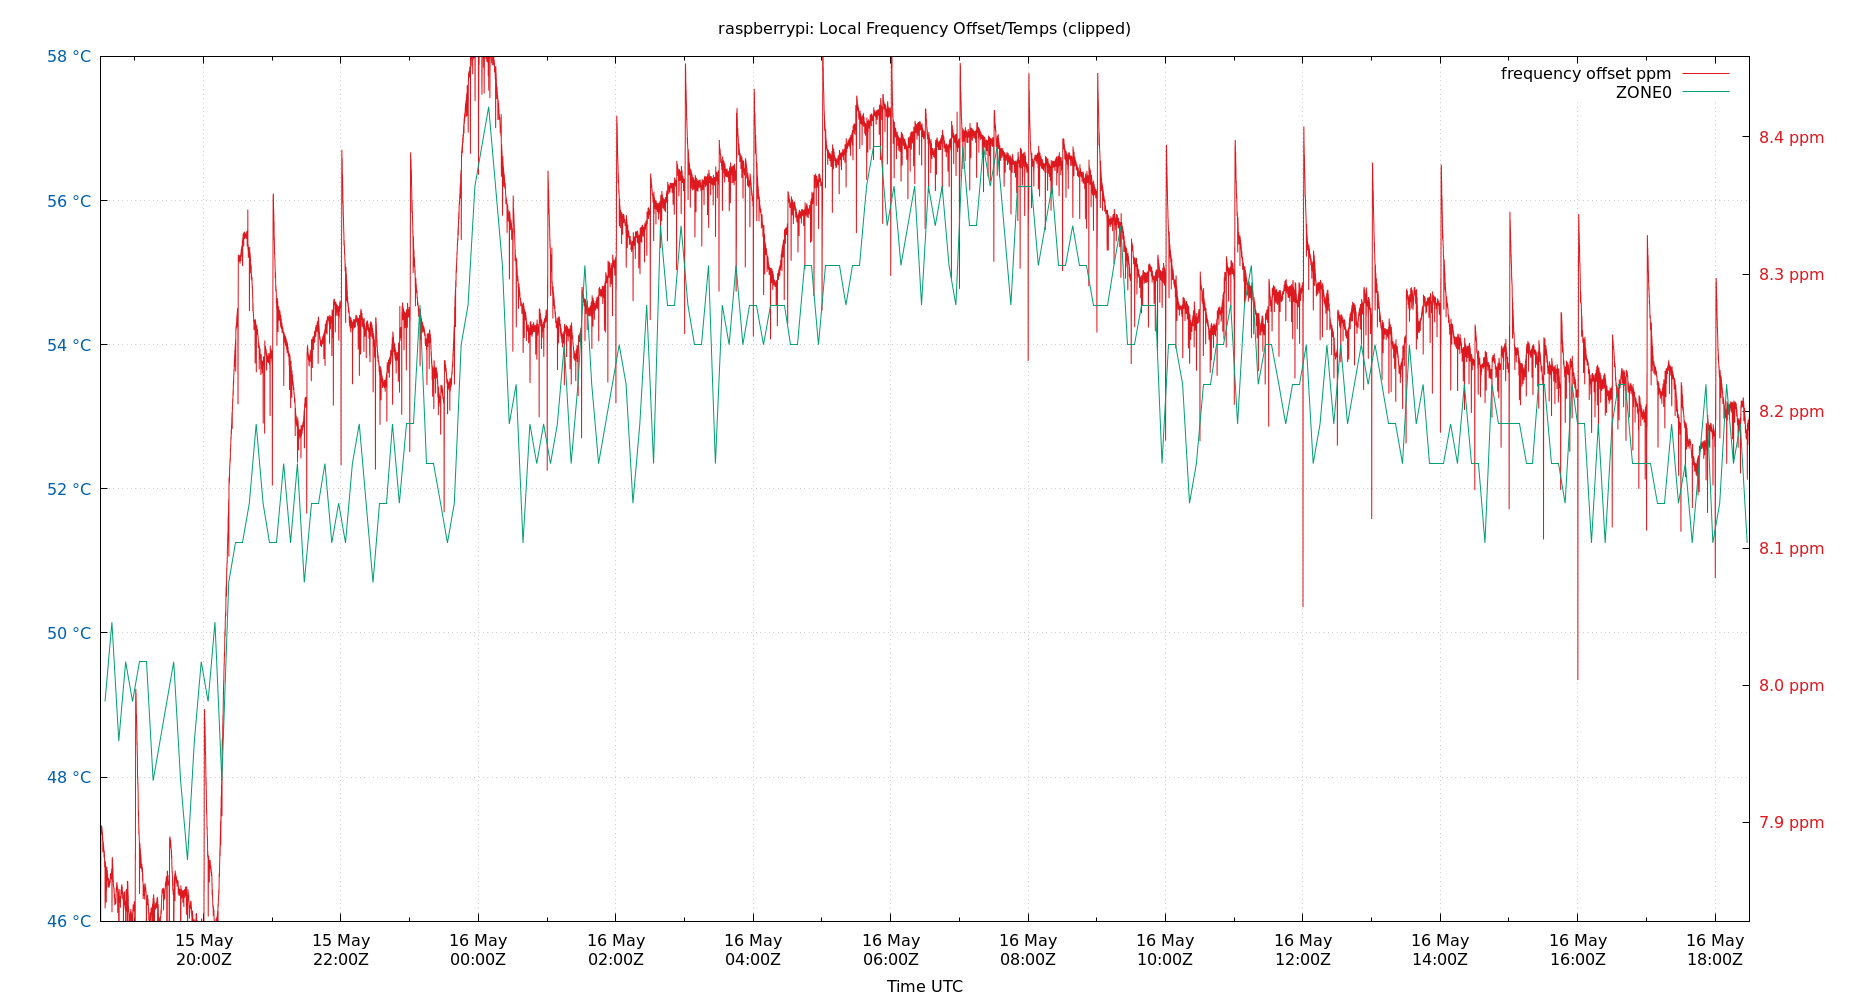 raspberrypi: Local Frequency Offset/Temps (clipped)
58 °C
56 °C
54 °C
52 °C
50 °C
48 °C
46 °C
frequency offset ppm
ZONE0
8.4 ppm
8.3 ppm
8.2 ppm
8.1 ppm
8.0 ppm
7.9 ppm
15 May
20:00Z
15 May
22:00Z
16 May
00:00Z
16 May
02:00Z
16 May
04:00Z
16 May
06:00Z
16 May
08:00Z
16 May
10:00Z
16 May
12:00Z
16 May
14:00Z
16 May
16:00Z
16 May
18:00Z
Time UTC